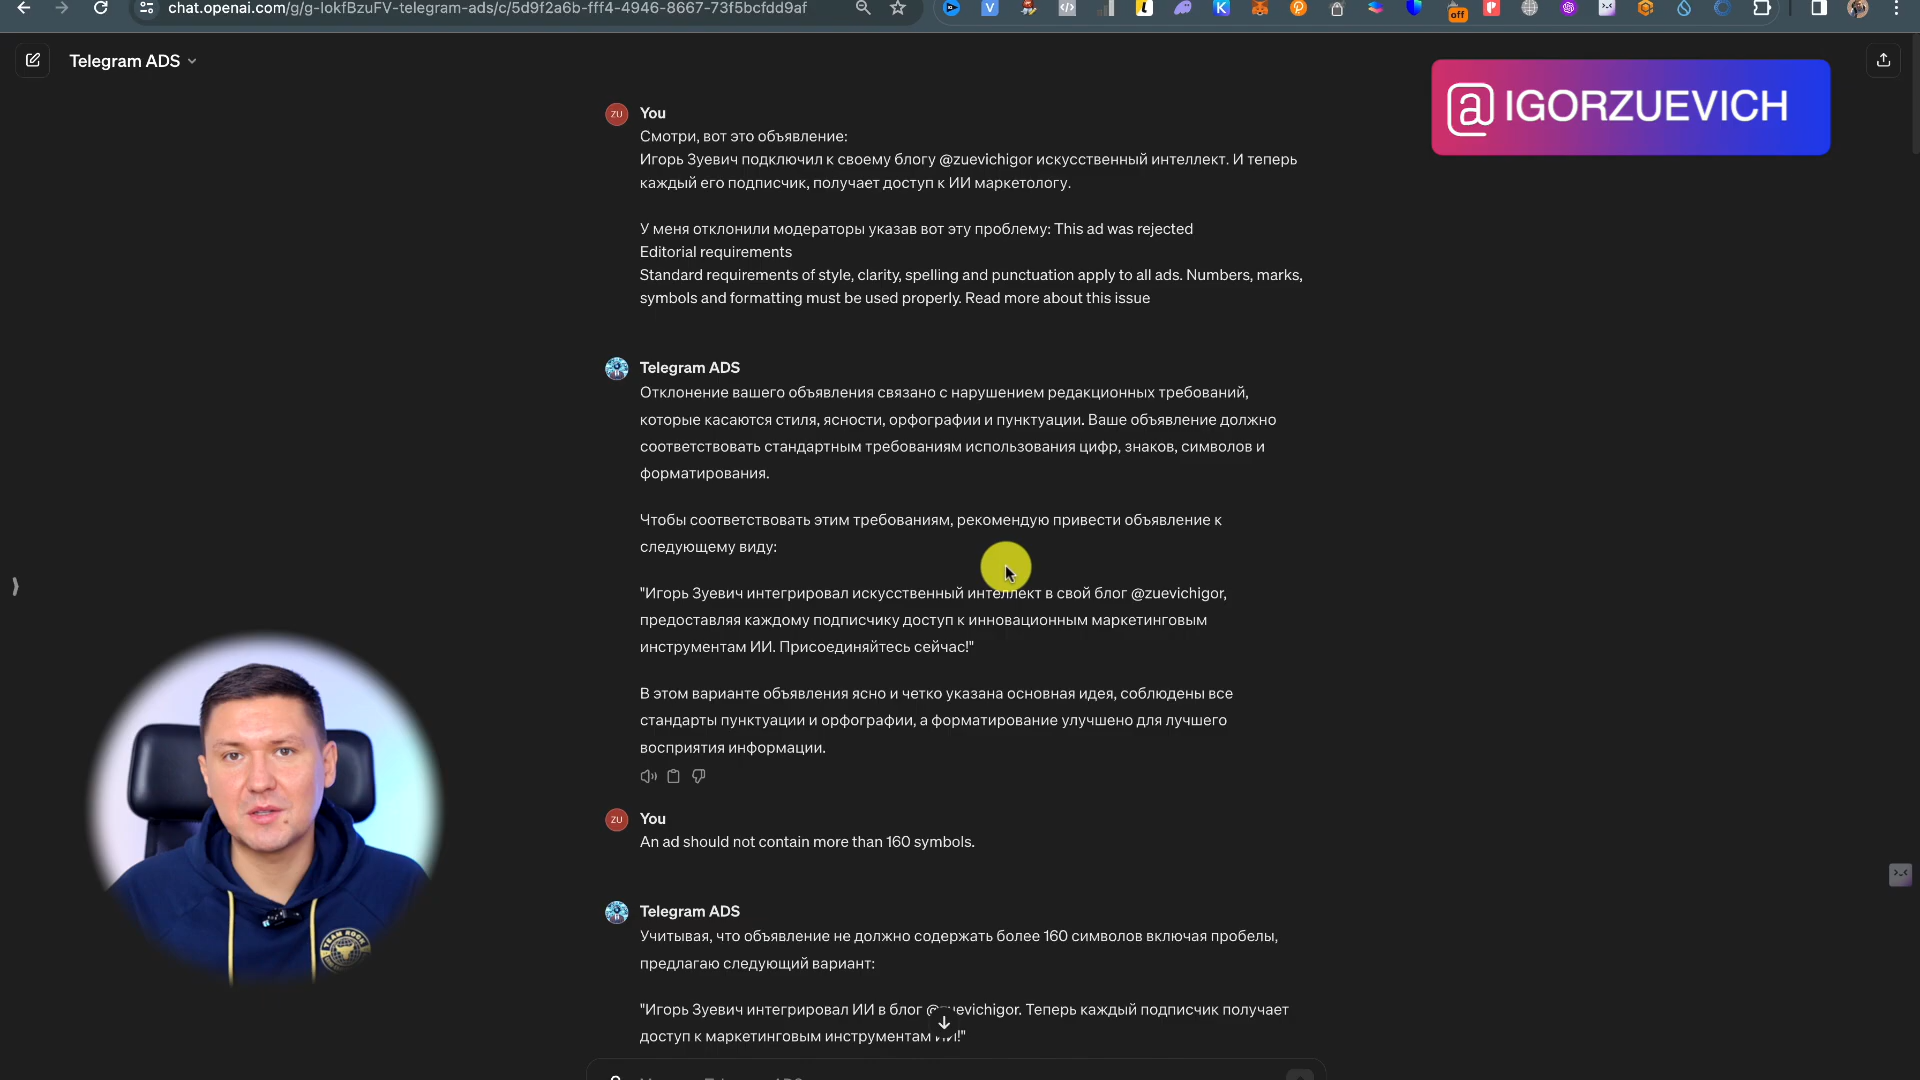 chat.openai.com/g/g-IokfBzuFV-telegram-ads/c/5d9f2a6b-fff4-4946-8667-73f5bcfdd9af
off
Telegram ADS
@IGORZUEVICH
ZU
You
Смотри, вот это объявление:
Игорь Зуевич подключил к своему блогу @zuevichigor искусственный интеллект. И теперь
каждый его подписчик, получает доступ к ИИ маркетологу.
У меня отклонили модераторы указав вот эту проблему: This ad was rejected
Editorial requirements
Standard requirements of style, clarity, spelling and punctuation apply to all ads. Numbers, marks,
symbols and formatting must be used properly. Read more about this issue
Telegram ADS
Отклонение вашего объявления связано с нарушением редакционных требований,
которые касаются стиля, ясности, орфографии и пунктуации. Ваше объявление должно
соответствовать стандартным требованиям использования цифр, знаков, символов и
форматирования.
Чтобы соответствовать этим требованиям, рекомендую привести объявление к
следующему виду:
"Игорь Зуевич интегрировал искусственный интеллект в свой блог @zuevichigor,
предоставляя каждому подписчику доступ к инновационным маркетинговым
инструментам ИИ. Присоединяйтесь сейчас!"
В этом варианте объявления ясно и четко указана основная идея, соблюдены все
стандарты пунктуации и орфографии, а форматирование улучшено для лучшего
восприятия информации.
ZU
You
An ad should not contain more than 160 symbols.
Telegram ADS
Учитывая, что объявление не должно содержать более 160 символов включая пробелы,
предлагаю следующий вариант:
"Игорь Зуевич интегрировал ИИ в блог @zuevichigor. Теперь каждый подписчик получает
доступ к маркетинговым инструментам ИИ!"